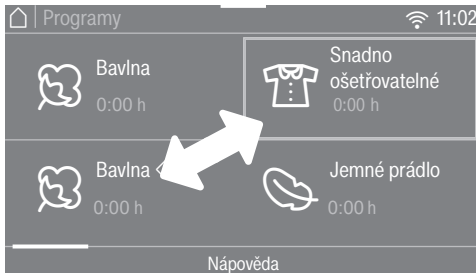 Programy
11:02
Bavlna
0:00 h
Snadno
ošetřovatelné
0:00 h
Bavlna
0:00 h
Jemné prádlo
0:00 h
Nápověda